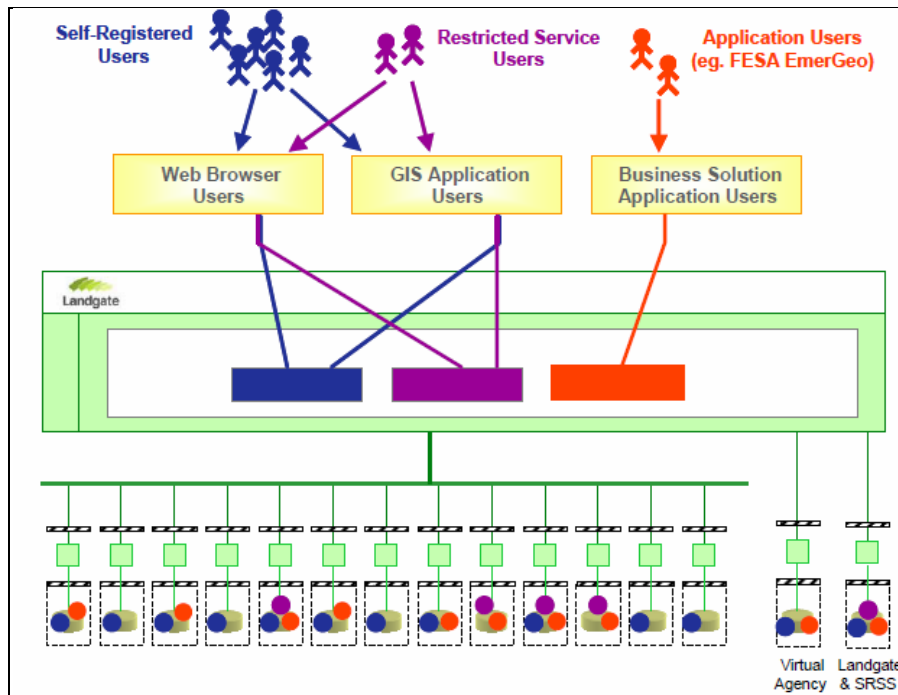 Self-Registered
Users
Restricted Service
Users
Application Users
(eg. FESA EmerGeo)
Web Browser
Users
GIS Application
Users
Business Solution
Application Users
Landgate
Virtual
Agency
Landgate
& SRSS